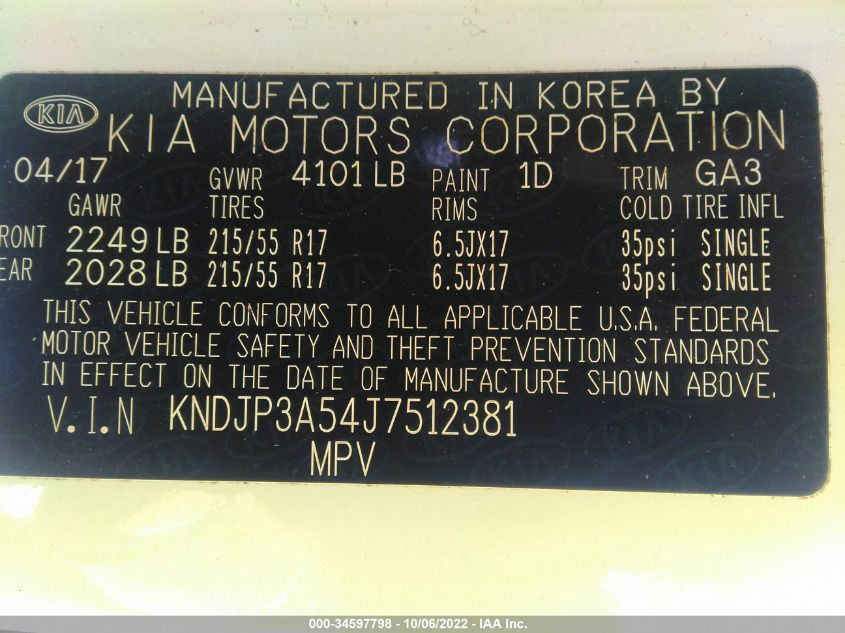 KIA
MANUFACTURED IN KOREA BY
KIA MOTORS CORPORATION
04/17 GVWR 4101 LB PAINT 1D TRIM GA3
GAWR TIRES RIMS COLD TIRE INFL
RONT 2249 LB 215/55 R17 6.5JX17 35psi SINGLE
EAR 2028 LB 215/55 R17 6.5JX17 35psi SINGLE
THIS VEHICLE CONFORMS TO ALL APPLICABLE U.S.A. FEDERAL
MOTOR VEHICLE SAFETY AND THEFT PREVENTION STANDARDS
IN EFFECT ON THE DATE OF MANUFACTURE SHOWN ABOVE.
V.I.N KNDJP3A54J7512381
MPV
000-34597798 - 10/06/2022 - IAA Inc.